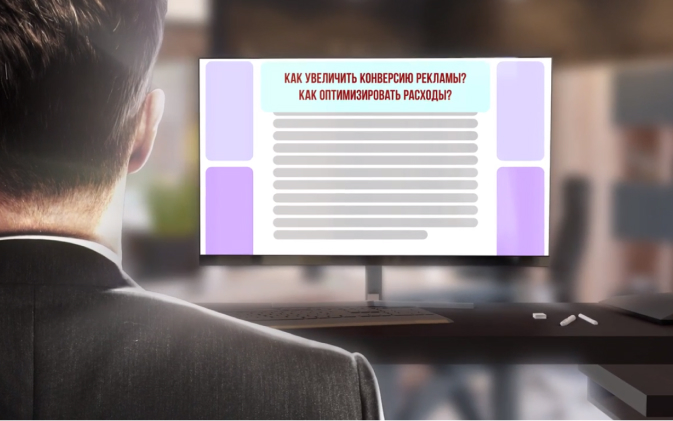 КАК УВЕЛИЧИТЬ КОНВЕРСИЮ РЕКЛАМЫ?
КАК ОПТИМИЗИРОВАТЬ РАСХОДЫ?